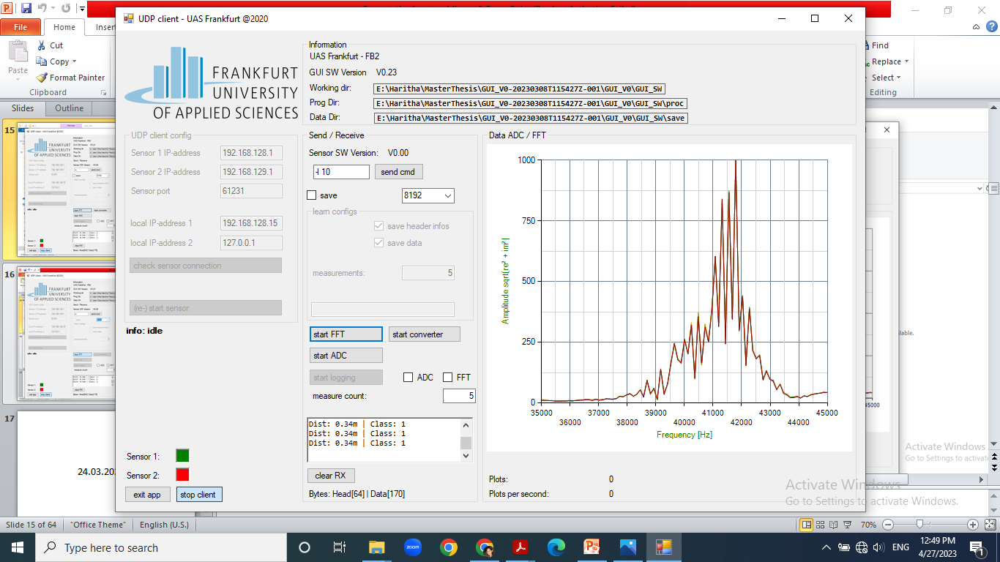 UDP client - UAS Frankfurt @2020
File
Home
Insert
Cut
Copy
Format Painter
Paste
Clipboard
Find
Replace
Select
Editing
Slides
Outline
15
16
17
24.03.202
FRANKFURT
UNIVERSITY
OF APPLIED SCIENCES
Information
UAS Frankfurt - FB2
GUI SW Version V0.23
Working dir: E:\Haritha\MasterThesis\GUI_V0-20230308T115427Z-001\GUI_V0\GUI_SW
Prog Dir: E:\Haritha\MasterThesis\GUI_V0-20230308T115427Z-001\GUI_V0\GUI_SW\proc
Data Dir: E:\Haritha\MasterThesis\GUI_V0-20230308T115427Z-001\GUI_V0\GUI_SW\save
UDP client config
Sensor 1 IP-address 192.168.128.1
Sensor 2 IP-address 192.168.129.1
Sensor port 61231
local IP-address 1 192.168.128.15
local IP-address 2 127.0.0.1
check sensor connection
(re-) start sensor
info: idle
Sensor 1:
Sensor 2:
exit app
stop client
Send / Receive
Sensor SW Version: V0.00
-l 10
send cmd
save
8192
learn configs
save header infos
save data
measurements: 5
start FFT
start converter
start ADC
start logging
ADC
FFT
measure count: 5
Dist: 0.34m | Class: 1
Dist: 0.34m | Class: 1
Dist: 0.34m | Class: 1
clear RX
Bytes: Head[64] | Data[170]
Data ADC / FFT
1000
750
500
250
0
Amplitude sqrt[re² + im²]
35000 37000 39000 41000 43000 45000
36000 38000 40000 42000 44000
Frequency [Hz]
Plots: 0
Plots per second: 0
lable.
45000
Activate Windows
Go to Settings to activate
Activate Windows
Go to Settings to activate Windows.
Slide 15 of 64
"Office Theme"
English (U.S.)
70%
Type here to search
zoom
ENG
12:49 PM
4/27/2023
1